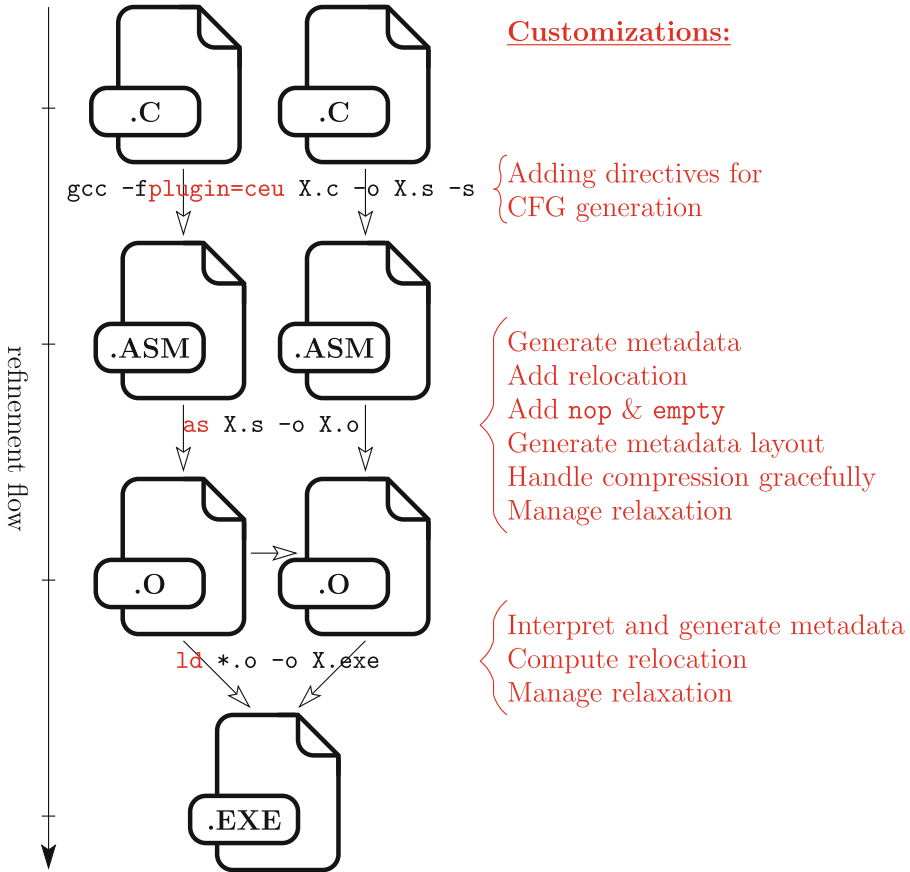 Customizations:
.C
.C
gcc -fplugin=ceu X.c -o X.s -s
Adding directives for
CFG generation
.ASM
.ASM
Generate metadata
Add relocation
Add nop & empty
Generate metadata layout
Handle compression gracefully
Manage relaxation
as X.s -o X.o
refinement flow
.O
.O
Interpret and generate metadata
Compute relocation
Manage relaxation
ld *.o -o X.exe
.EXE